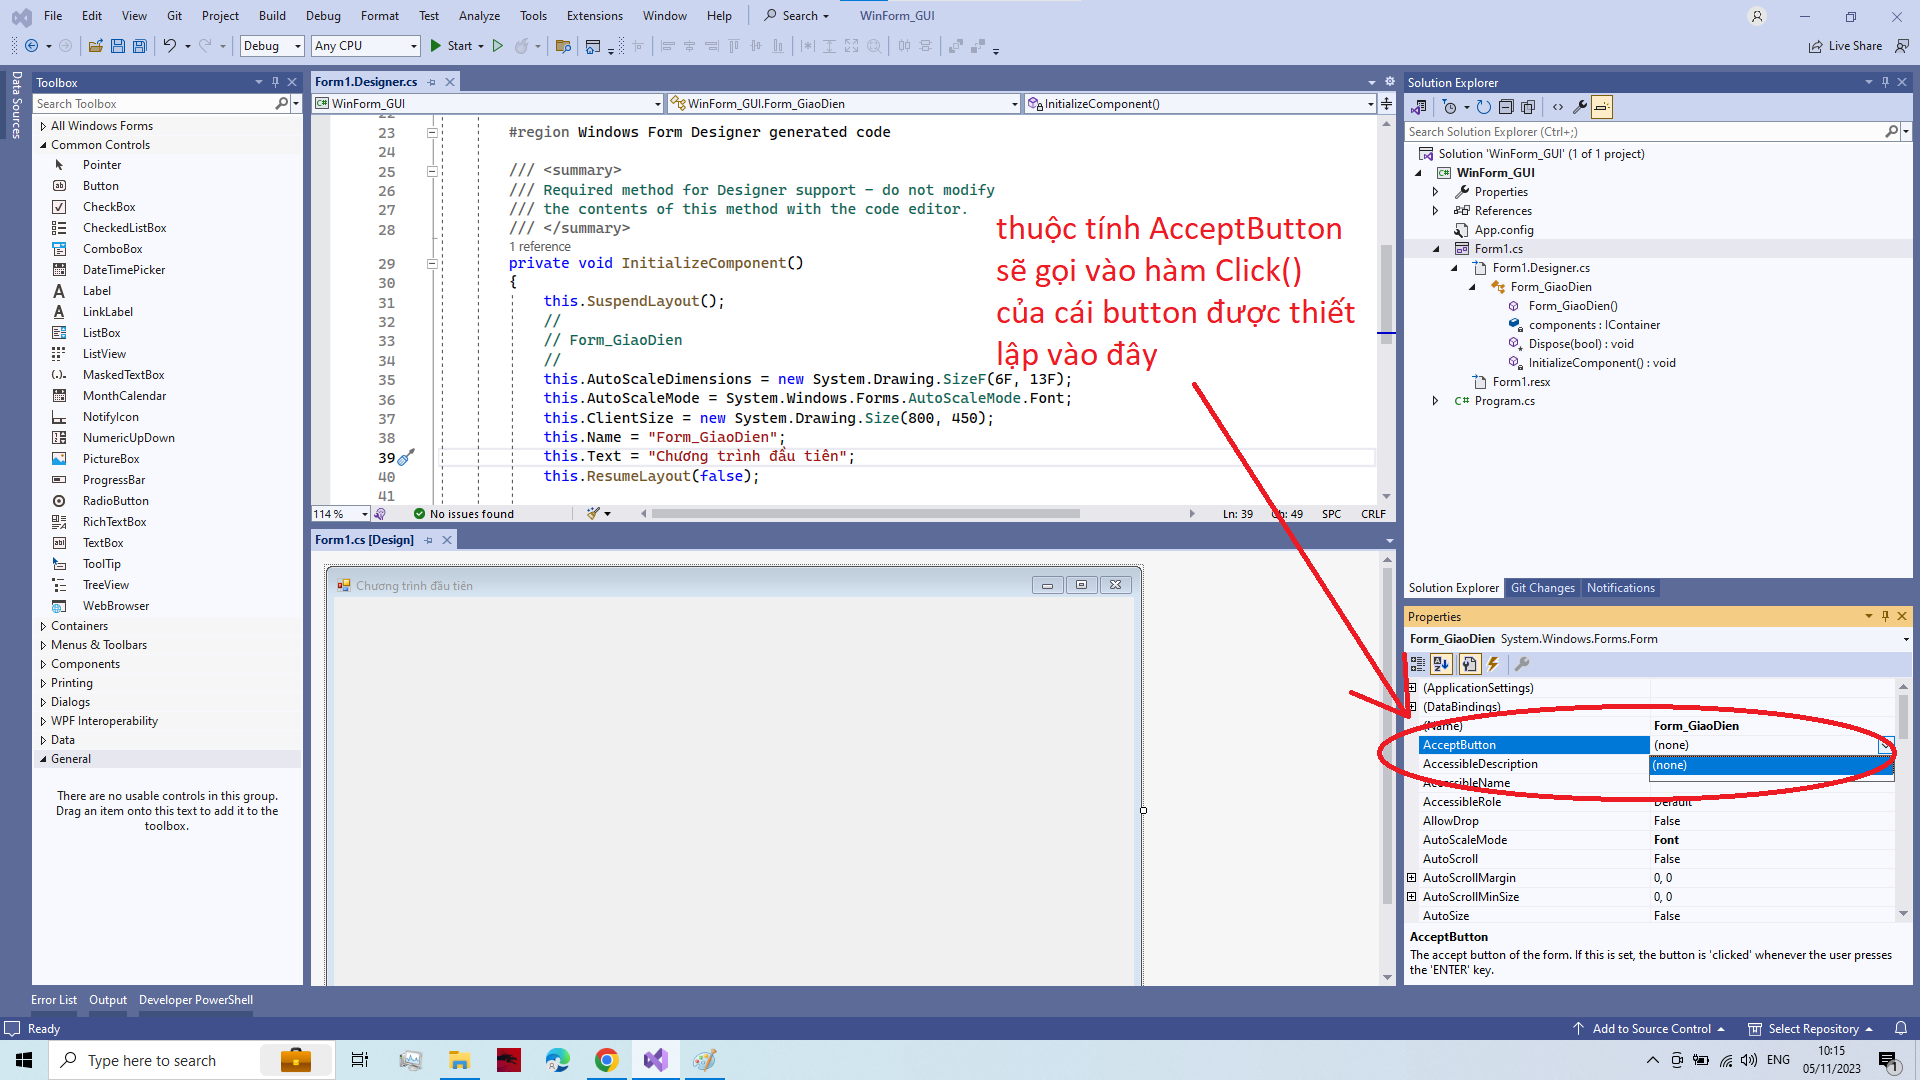 File Edit View Git Project Build Debug Format Test Analyze Tools Extensions Window Help Search WinForm_GUI
Debug Any CPU Start Live Share
Data Sources
Toolbox
Search Toolbox
All Windows Forms
Common Controls
Pointer
Button
CheckBox
CheckedListBox
ComboBox
DateTimePicker
Label
LinkLabel
ListBox
ListView
MaskedTextBox
MonthCalendar
NotifyIcon
NumericUpDown
PictureBox
ProgressBar
RadioButton
RichTextBox
TextBox
ToolTip
TreeView
WebBrowser
Containers
Menus & Toolbars
Components
Printing
Dialogs
WPF Interoperability
Data
General
There are no usable controls in this group.
Drag an item onto this text to add it to the
toolbox.
Form1.Designer.cs
WinForm_GUI WinForm_GUI.Form_GiaoDien InitializeComponent()
22
23 #region Windows Form Designer generated code
24
25 /// <summary>
26 /// Required method for Designer support - do not modify
27 /// the contents of this method with the code editor.
28 /// </summary>
1 reference
29 private void InitializeComponent()
30 {
31 this.SuspendLayout();
32 //
33 // Form_GiaoDien
34 //
35 this.AutoScaleDimensions = new System.Drawing.SizeF(6F, 13F);
36 this.AutoScaleMode = System.Windows.Forms.AutoScaleMode.Font;
37 this.ClientSize = new System.Drawing.Size(800, 450);
38 this.Name = "Form_GiaoDien";
39 this.Text = "Chương trình đầu tiên";
40 this.ResumeLayout(false);
41
thuộc tính AcceptButton
sẽ gọi vào hàm Click()
của cái button được thiết
lập vào đây
114 % No issues found Ln: 39 Ch: 49 SPC CRLF
Form1.cs [Design]
Chương trình đầu tiên
Solution Explorer
Search Solution Explorer (Ctrl+;)
Solution 'WinForm_GUI' (1 of 1 project)
WinForm_GUI
Properties
References
App.config
Form1.cs
Form1.Designer.cs
Form_GiaoDien
Form_GiaoDien()
components : IContainer
Dispose(bool) : void
InitializeComponent() : void
Form1.resx
Program.cs
Solution Explorer Git Changes Notifications
Properties
Form_GiaoDien System.Windows.Forms.Form
(ApplicationSettings)
(DataBindings)
(Name) Form_GiaoDien
AcceptButton (none)
AccessibleDescription (none)
AccessibleName
AccessibleRole Default
AllowDrop False
AutoScaleMode Font
AutoScroll False
AutoScrollMargin 0, 0
AutoScrollMinSize 0, 0
AutoSize False
AcceptButton
The accept button of the form. If this is set, the button is 'clicked' whenever the user presses
the 'ENTER' key.
Error List Output Developer PowerShell
Ready Add to Source Control Select Repository
Type here to search ENG 10:15
05/11/2023 1